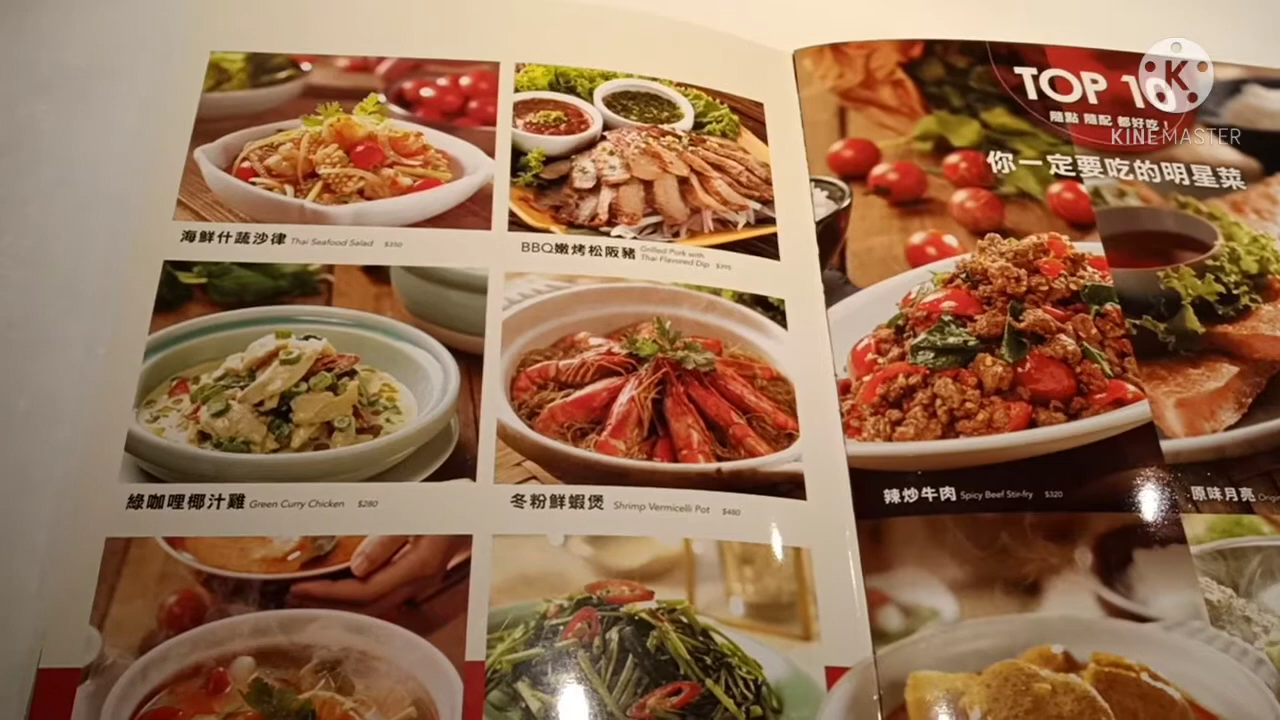 海鮮什蔬沙律 Thai Seafood Salad $350
BBQ嫩烤松阪豬 Grilled Pork with
Thai Flavored Dip $395
綠咖哩椰汁雞 Green Curry Chicken $280
冬粉鮮蝦煲 Shrimp Vermicelli Pot $480
TOP 10
隨點 隨配 都好吃!
你一定要吃的明星菜
辣炒牛肉 Spicy Beef Stir-fry $320
原味月亮
K
KINEMASTER